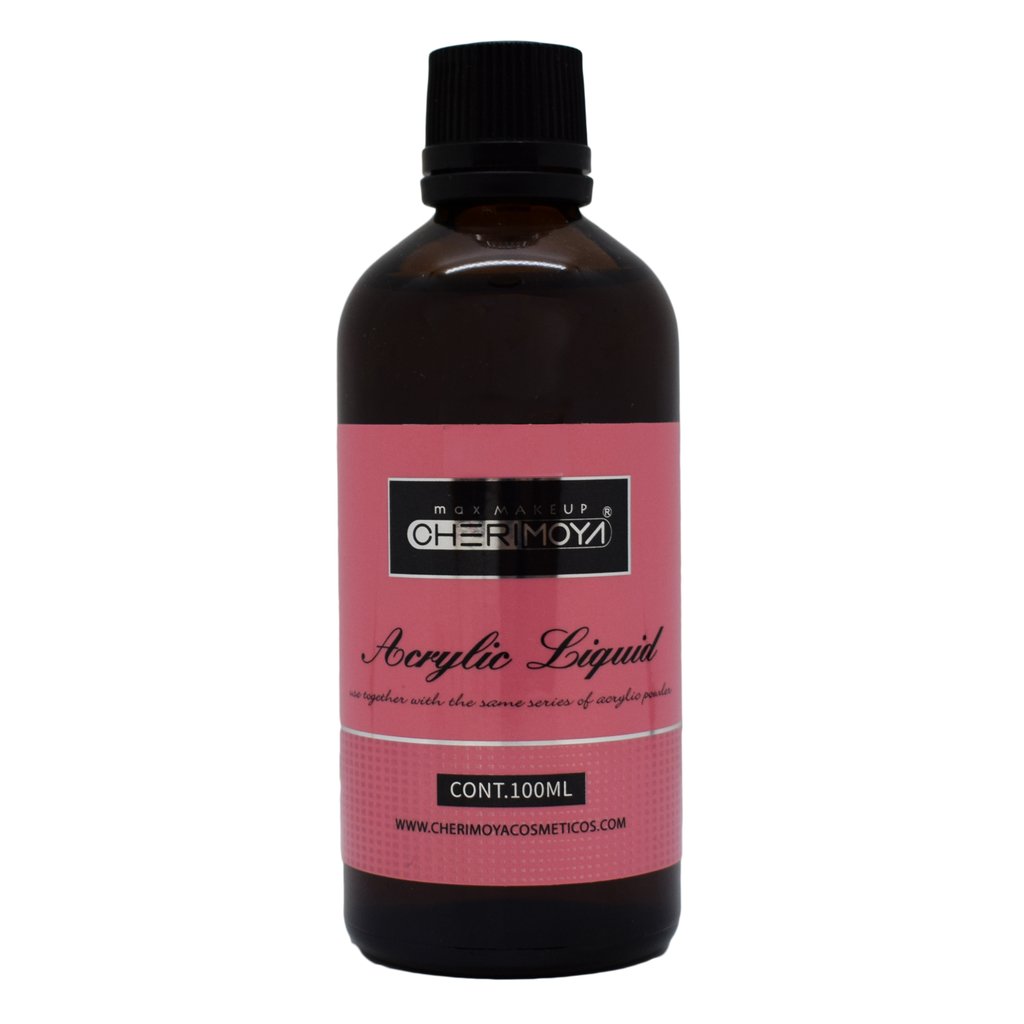 max MAKEUP
CHERIMOYA®
Acrylic Liquid
use together with the same series of acrylic powder
CONT.100ML
WWW.CHERIMOYACOSMETICOS.COM